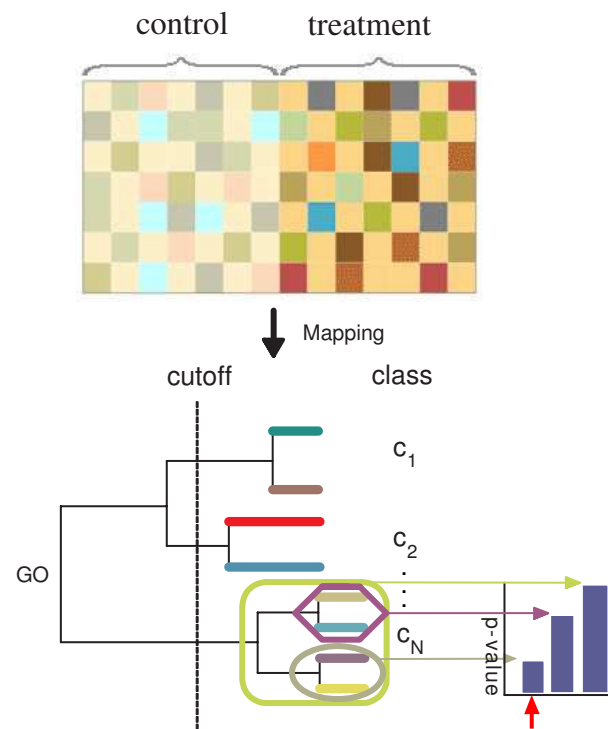 control treatment
Mapping
cutoff class
c1
c2
⋮
GO
cN
p-value